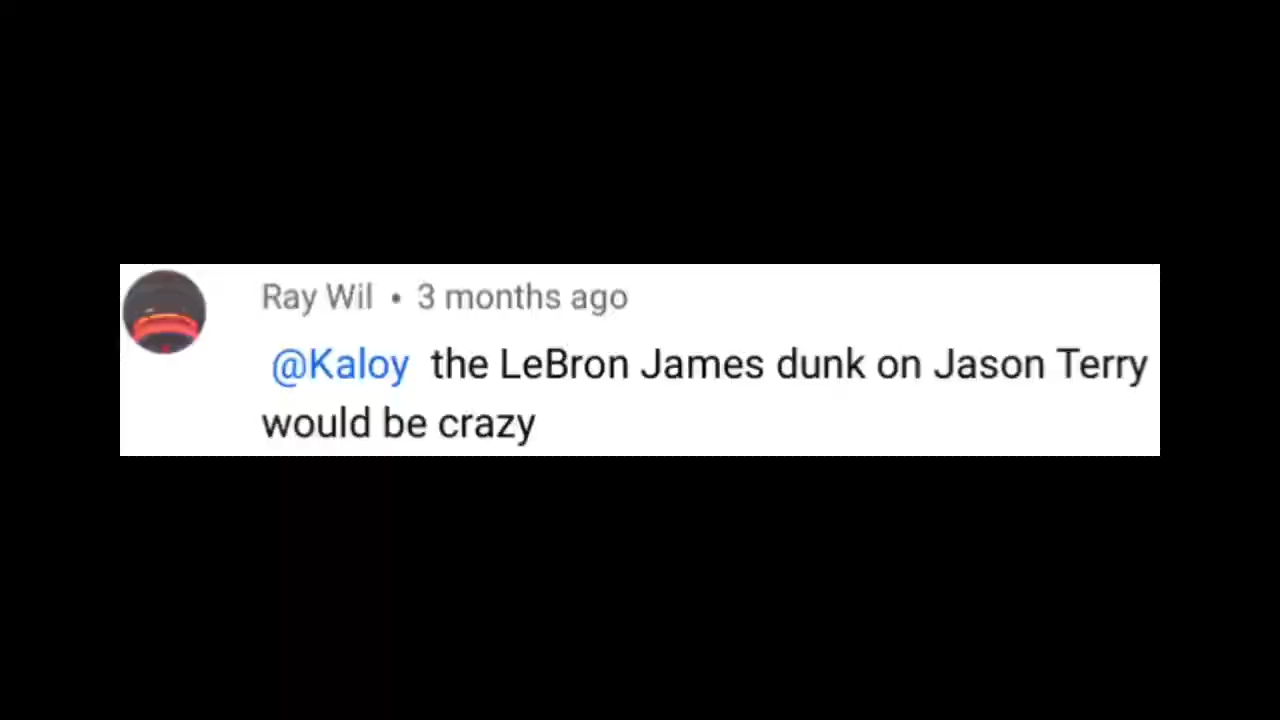 Ray Wil • 3 months ago
@Kaloy the LeBron James dunk on Jason Terry
would be crazy